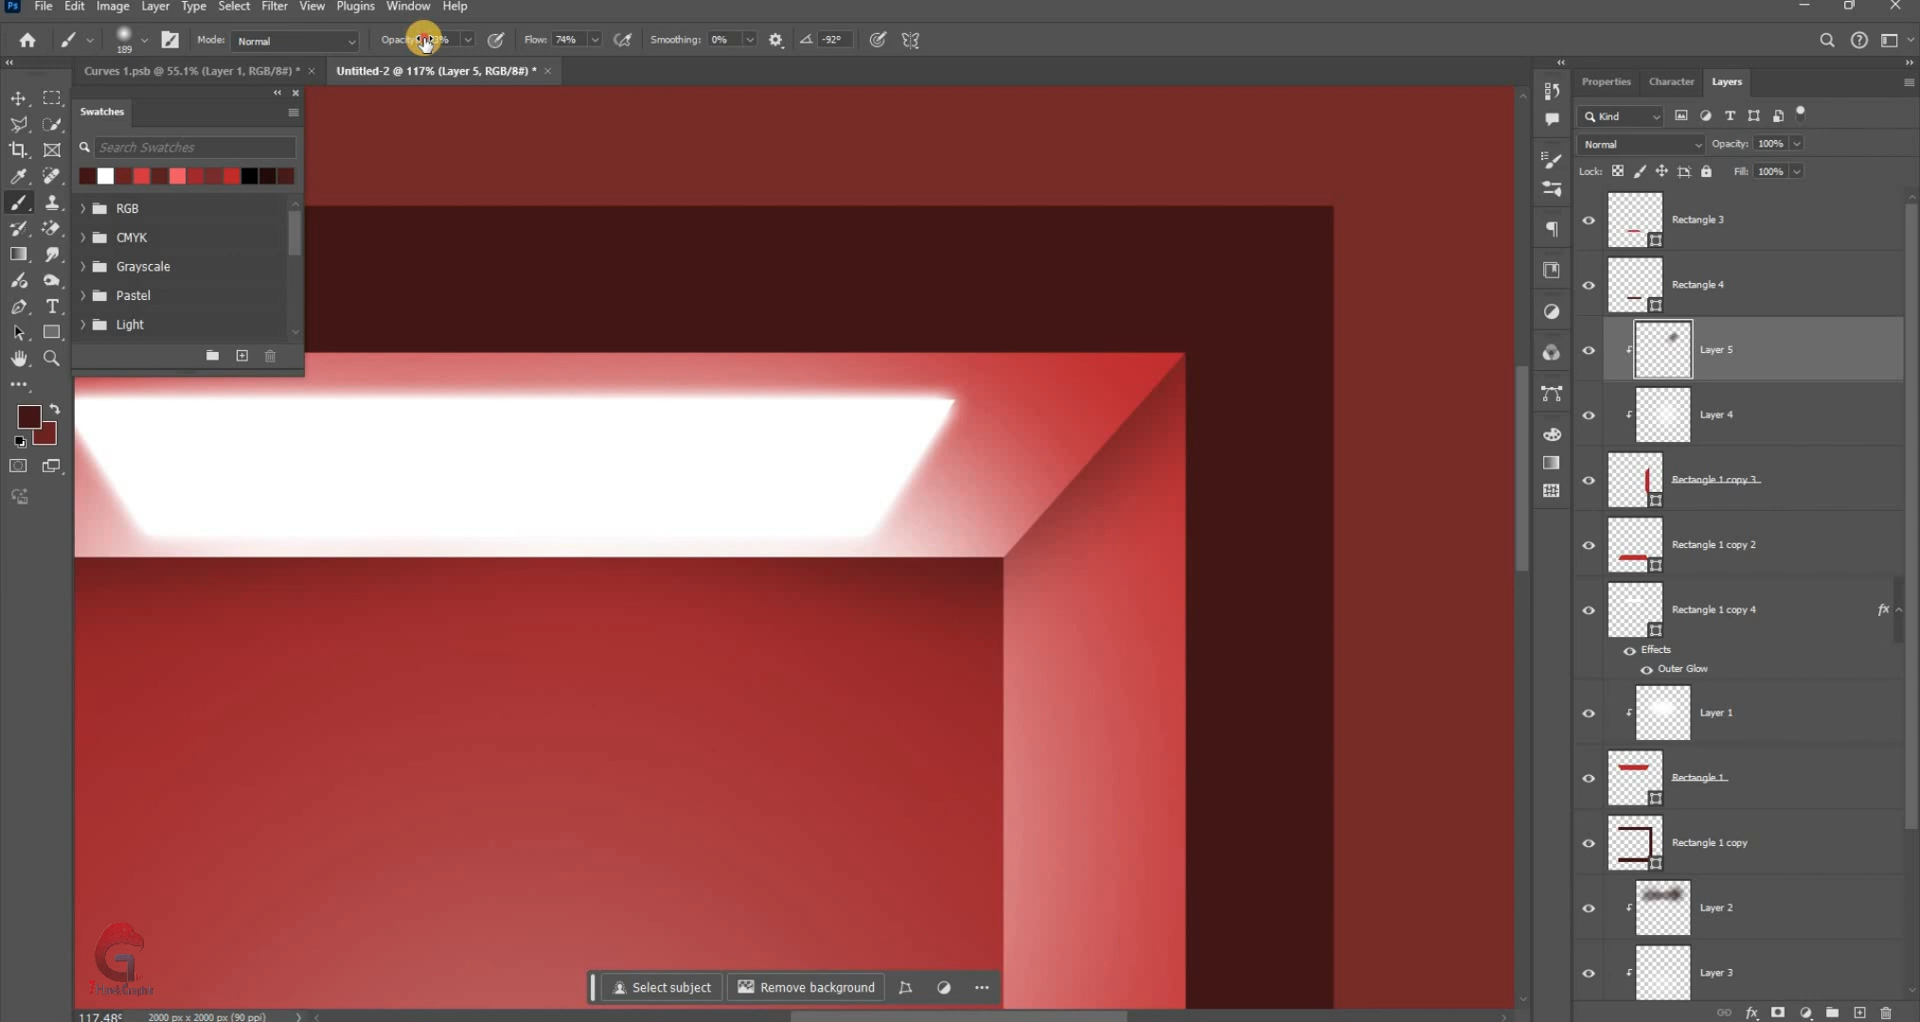 Ps File Edit Image Layer Type Select Filter View Plugins Window Help
189 Mode: Normal Flow: 74% Smoothing: 0% -92°
Curves 1.psb @ 55.1% (Layer 1, RGB/8#) * × Untitled-2 @ 117% (Layer 5, RGB/8#) * ×
Swatches
Search Swatches
RGB
CMYK
Grayscale
Pastel
Light
Properties Character Layers
Kind
Normal Opacity: 100%
Lock: Fill: 100%
Rectangle 3
Rectangle 4
Layer 5
Layer 4
Rectangle 1 copy 3
Rectangle 1 copy 2
Rectangle 1 copy 4 fx
Effects
Outer Glow
Layer 1
Rectangle 1
Rectangle 1 copy
Layer 2
Layer 3
Select subject Remove background
2000 px x 2000 px (90 ppi)
fx